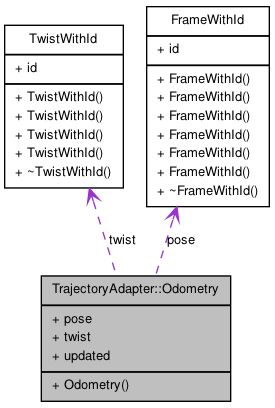 TwistWithId
+ id
+ TwistWithId()
+ TwistWithId()
+ TwistWithId()
+ TwistWithId()
+ ~TwistWithId()
FrameWithId
+ id
+ FrameWithId()
+ FrameWithId()
+ FrameWithId()
+ FrameWithId()
+ FrameWithId()
+ FrameWithId()
+ ~FrameWithId()
twist
pose
TrajectoryAdapter::Odometry
+ pose
+ twist
+ updated
+ Odometry()